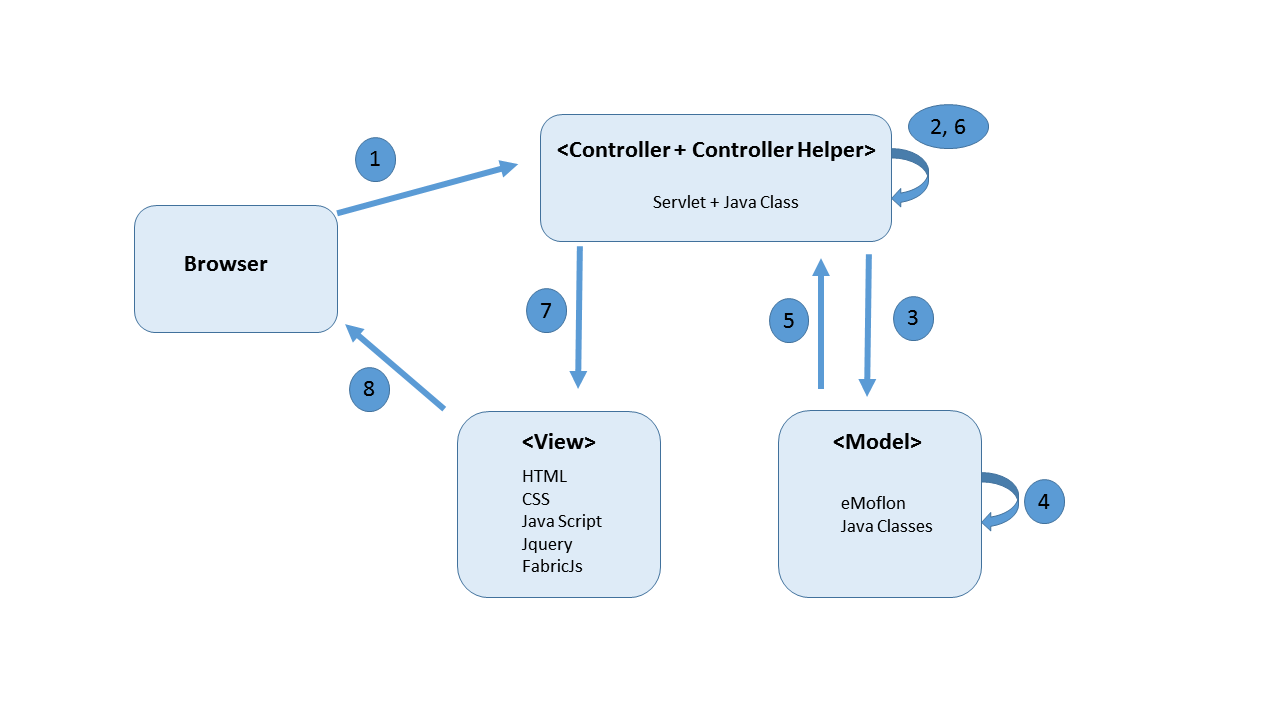 2, 6
<Controller + Controller Helper>
1
Servlet + Java Class
Browser
7
5
3
8
<View>
HTML
CSS
Java Script
Jquery
FabricJs
<Model>
eMoflon
Java Classes
4